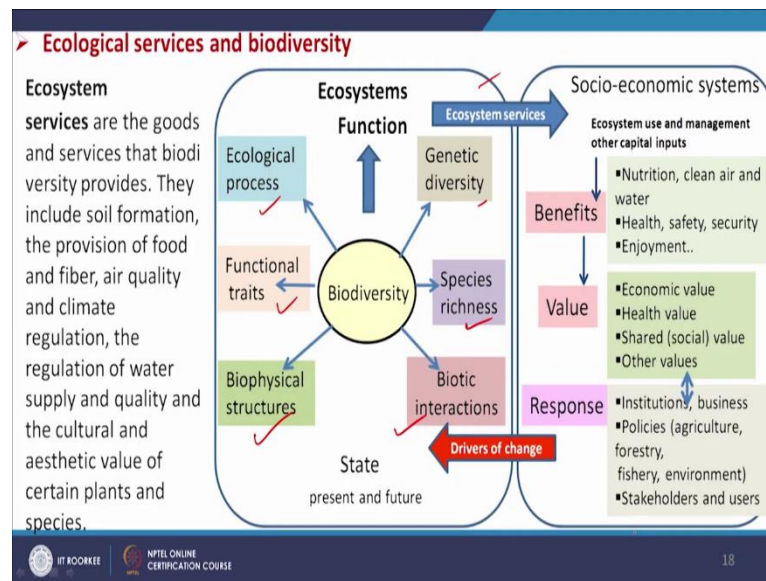 Ecological services and biodiversity
Ecosystem
services are the goods
and services that biodi
versity provides. They
include soil formation,
the provision of food
and fiber, air quality
and climate
regulation, the
regulation of water
supply and quality and
the cultural and
aesthetic value of
certain plants and
species.
Ecosystems
Function
Ecological
process
Genetic
diversity
Functional
traits
Biodiversity
Species
richness
Biophysical
structures
Biotic
interactions
State
present and future
Ecosystem services
Drivers of change
Socio-economic systems
Ecosystem use and management
other capital inputs
Benefits
▪Nutrition, clean air and
water
▪Health, safety, security
▪Enjoyment..
Value
▪Economic value
▪Health value
▪Shared (social) value
▪Other values
Response
▪Institutions, business
▪Policies (agriculture,
forestry,
fishery, environment)
▪Stakeholders and users
IIT ROORKEE
NPTEL ONLINE
CERTIFICATION COURSE
18